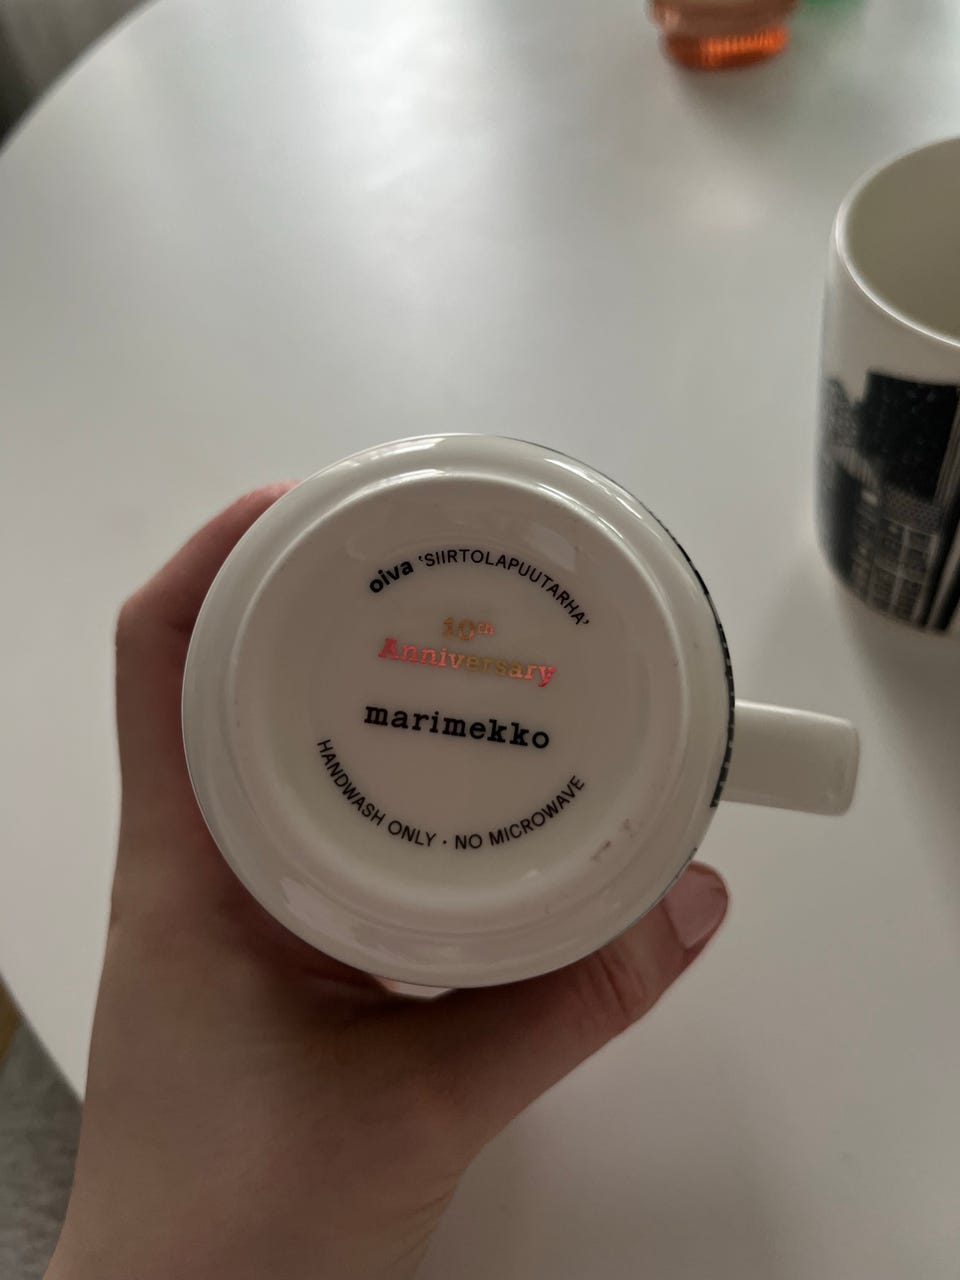 oiva 'SIIRTOLAPUUTARHA'
10th
Anniversary
marimekko
HANDWASH ONLY · NO MICROWAVE